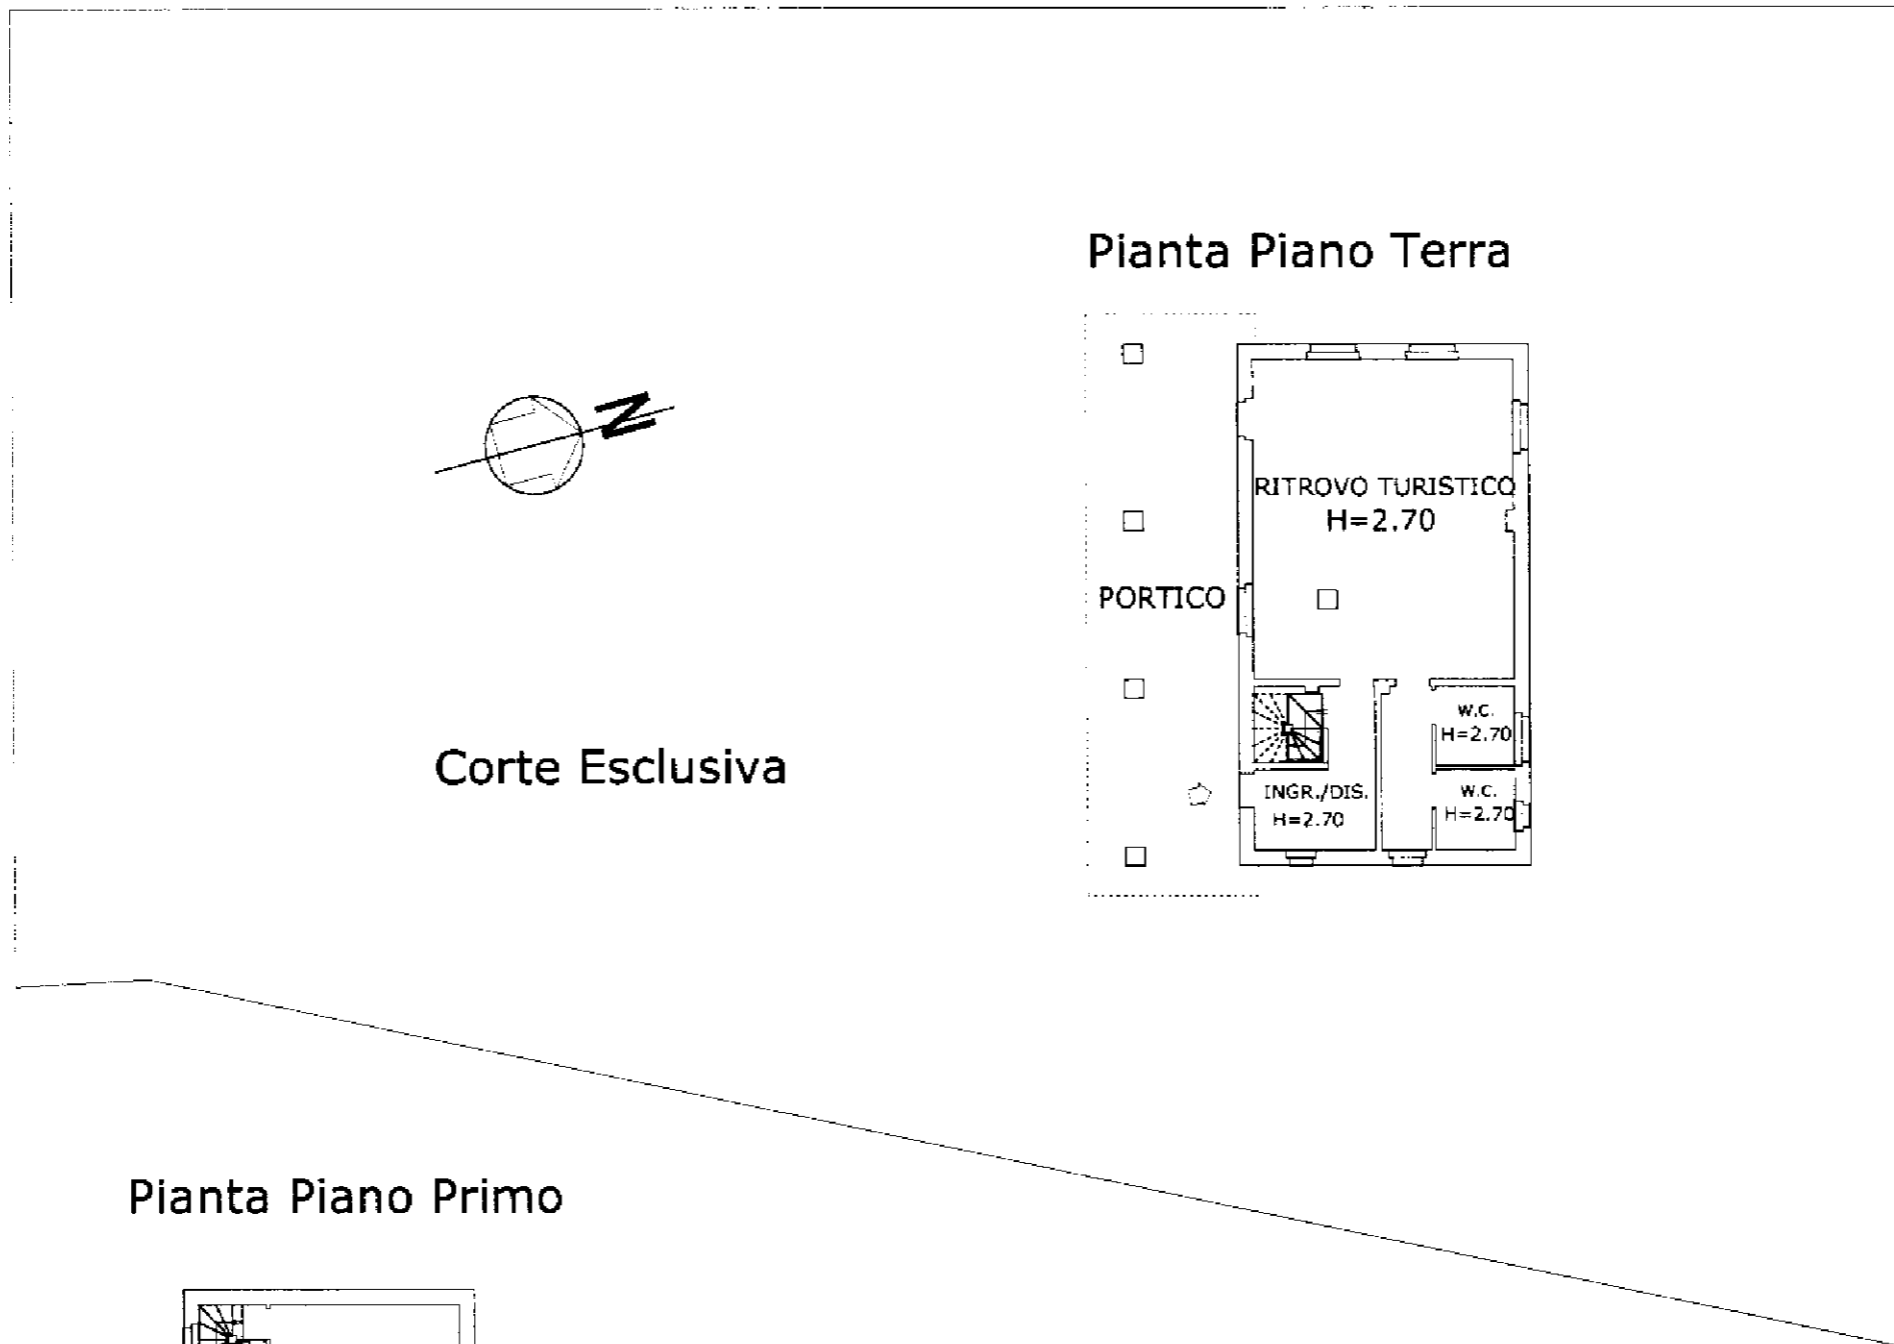 Pianta Piano Terra
N
RITROVO TURISTICO
H=2.70
PORTICO
W.C.
H=2.70
Corte Esclusiva
INGR./DIS.
H=2.70
W.C.
H=2.70
Pianta Piano Primo